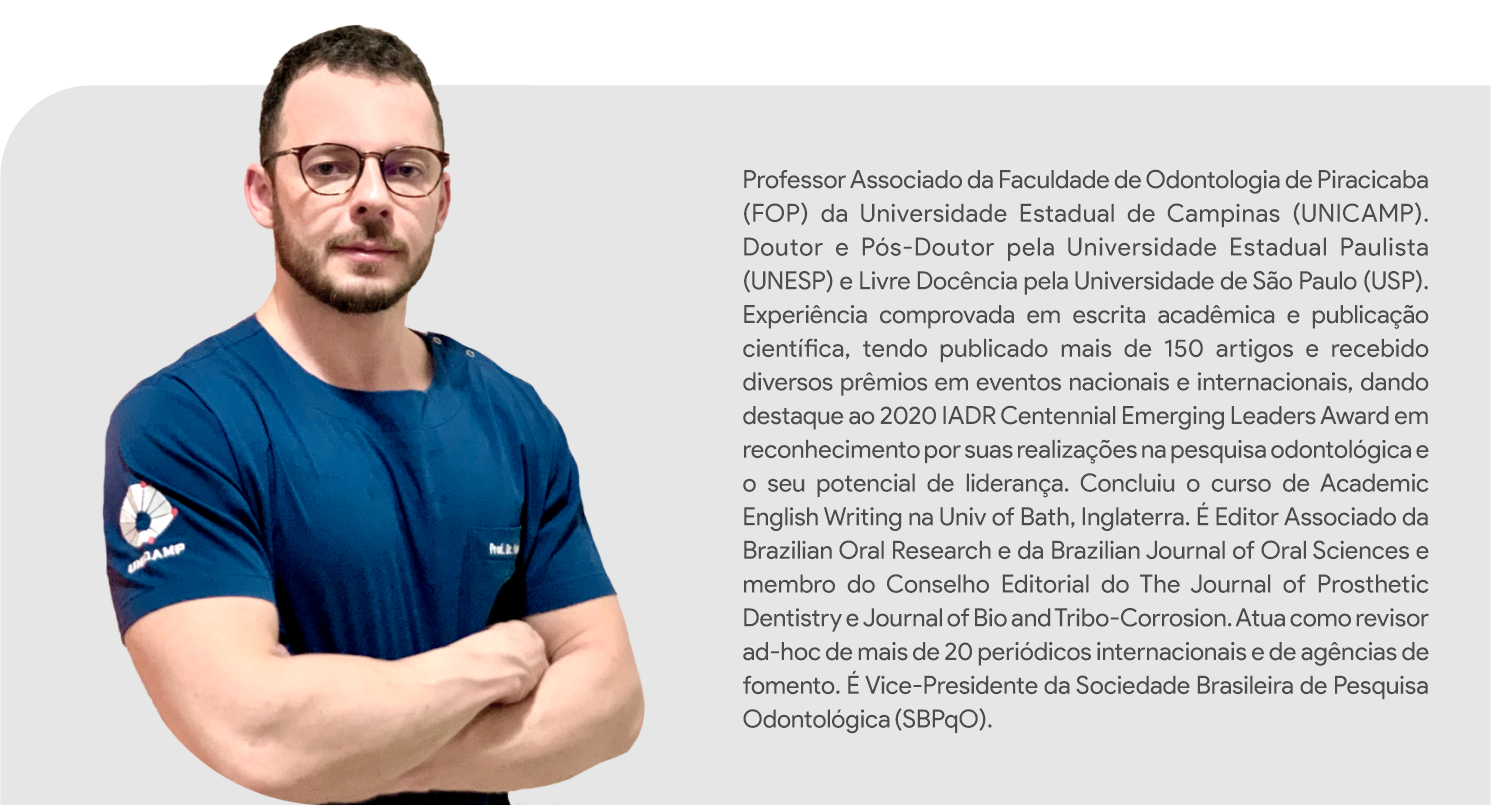 Professor Associado da Faculdade de Odontologia de Piracicaba
(FOP) da Universidade Estadual de Campinas (UNICAMP).
Doutor e Pós-Doutor pela Universidade Estadual Paulista
(UNESP) e Livre Docência pela Universidade de São Paulo (USP).
Experiência comprovada em escrita acadêmica e publicação
científica, tendo publicado mais de 150 artigos e recebido
diversos prêmios em eventos nacionais e internacionais, dando
destaque ao 2020 IADR Centennial Emerging Leaders Award em
reconhecimento por suas realizações na pesquisa odontológica e
o seu potencial de liderança. Concluiu o curso de Academic
English Writing na Univ of Bath, Inglaterra. É Editor Associado da
Brazilian Oral Research e da Brazilian Journal of Oral Sciences e
membro do Conselho Editorial do The Journal of Prosthetic
Dentistry e Journal of Bio and Tribo-Corrosion. Atua como revisor
ad-hoc de mais de 20 periódicos internacionais e de agências de
fomento. É Vice-Presidente da Sociedade Brasileira de Pesquisa
Odontológica (SBPqO).
UNICAMP
Prof. Dr.